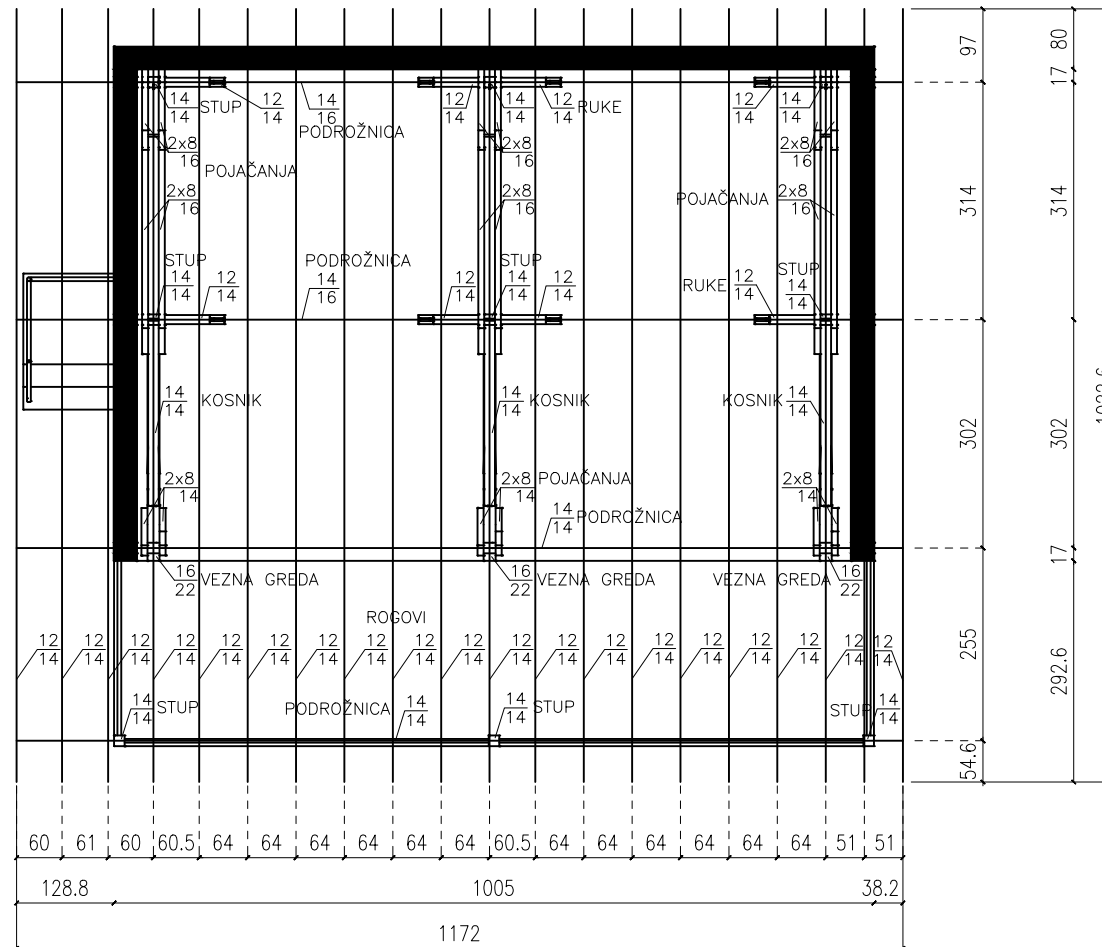 97
80
17
14/14 STUP
12/14
14/16
PODROŽNICA
12/14
14/14
12/14 RUKE
12/14
14/14
2x8/16
2x8/16
2x8/16
POJAČANJA
2x8/16
2x8/16
POJAČANJA 2x8/16
314
314
STUP
14/14
12/14
PODROŽNICA
14/16
12/14
STUP
14/14
12/14
RUKE 12/14
STUP
14/14
14/14 KOSNIK
14/14 KOSNIK
KOSNIK 14/14
302
302
2x8/14
2x8/14 POJAČANJA
2x8/14
14/14 PODROŽNICA
17
16/22 VEZNA GREDA
16/22 VEZNA GREDA
VEZNA GREDA 16/22
ROGOVI
12/14 12/14 12/14 12/14 12/14 12/14 12/14 12/14 12/14 12/14 12/14 12/14 12/14 12/14 12/14 12/14 12/14 12/14 12/14
255
292.6
14/14 STUP
PODROŽNICA 14/14
14/14 STUP
STUP 14/14
54.6
60 61 60 60.5 64 64 64 64 64 64 60.5 64 64 64 64 64 64 51 51
128.8 1005 38.2
1172